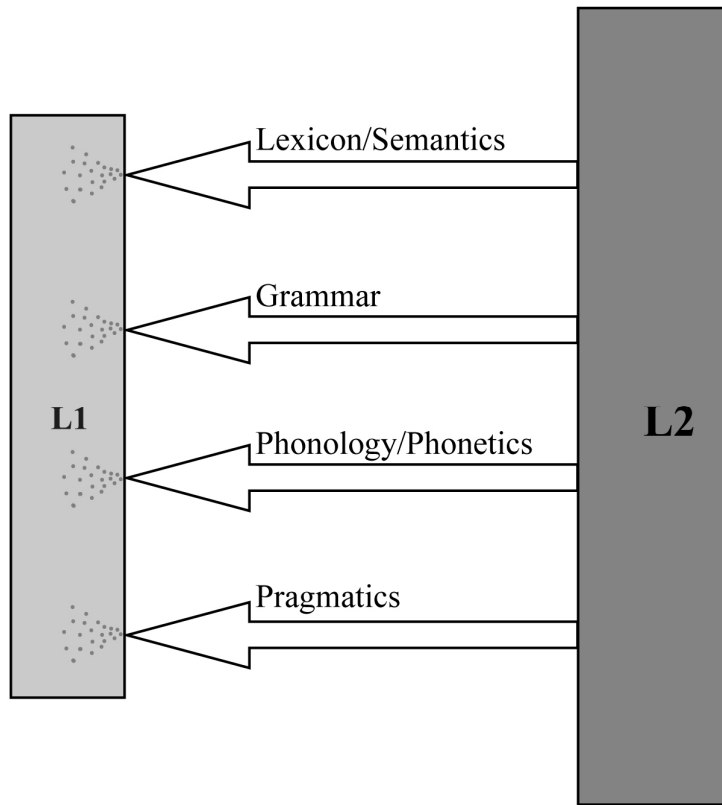 Lexicon/Semantics
Grammar
L1
L2
Phonology/Phonetics
Pragmatics